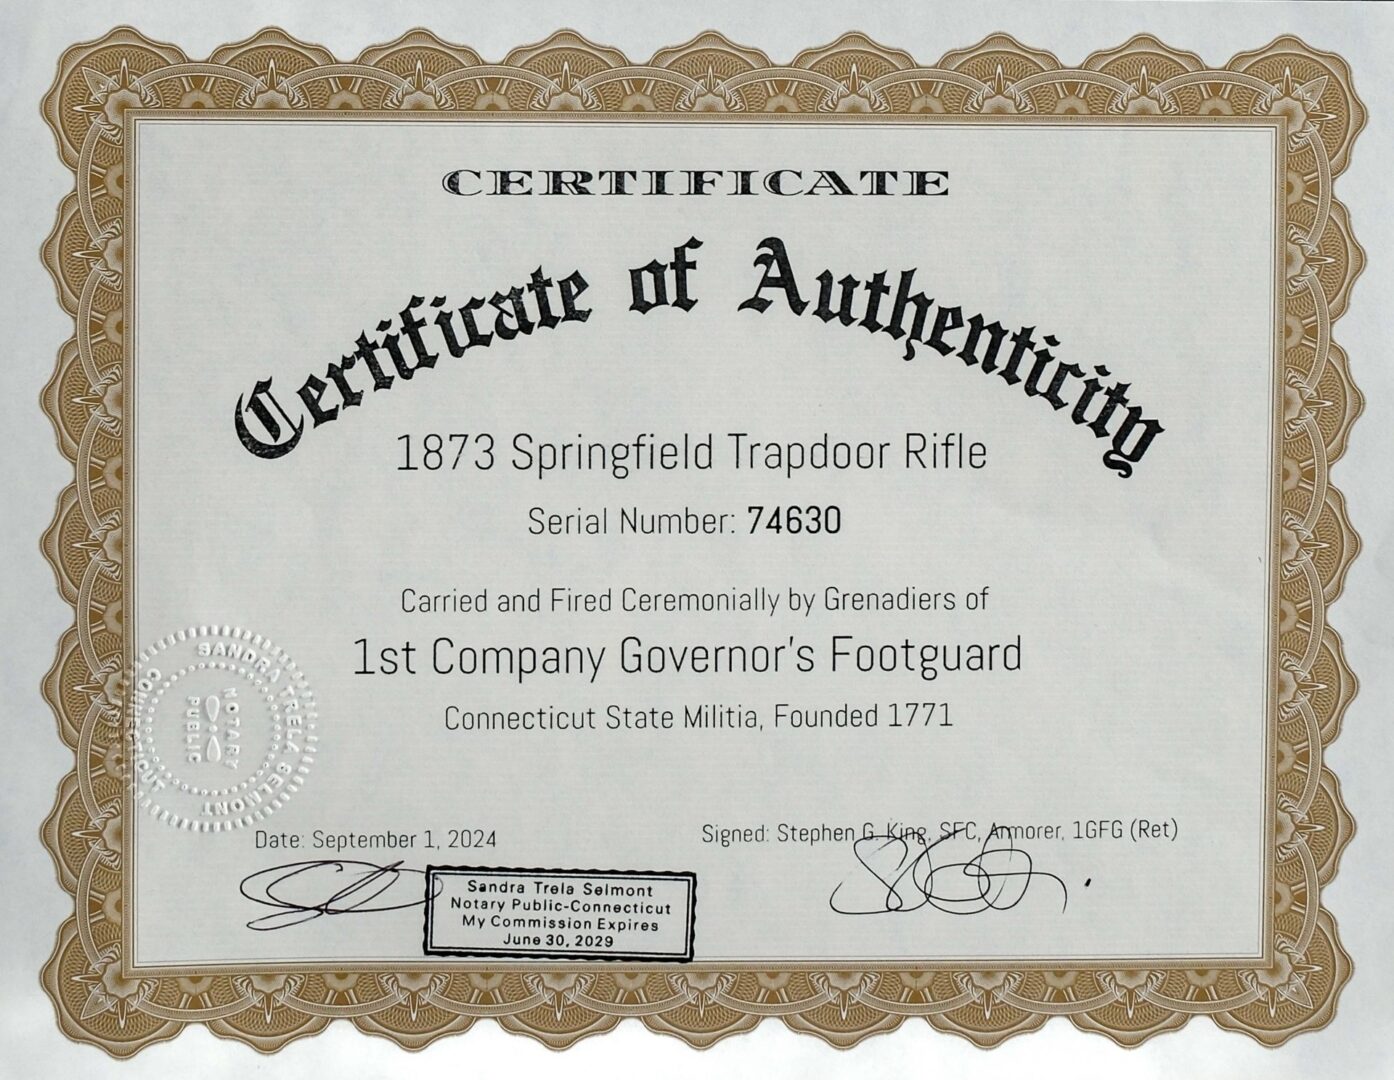 CERTIFICATE
Certificate of Authenticity
1873 Springfield Trapdoor Rifle
Serial Number: 74630
Carried and Fired Ceremonially by Grenadiers of
1st Company Governor's Footguard
Connecticut State Militia, Founded 1771
SANDRA TRELA SELMONT
NOTARY
PUBLIC
CONNECTICUT
Date: September 1, 2024
Signed: Stephen G. King, SFC, Armorer, 1GFG (Ret)
Sandra Trela Selmont
Notary Public-Connecticut
My Commission Expires
June 30, 2029